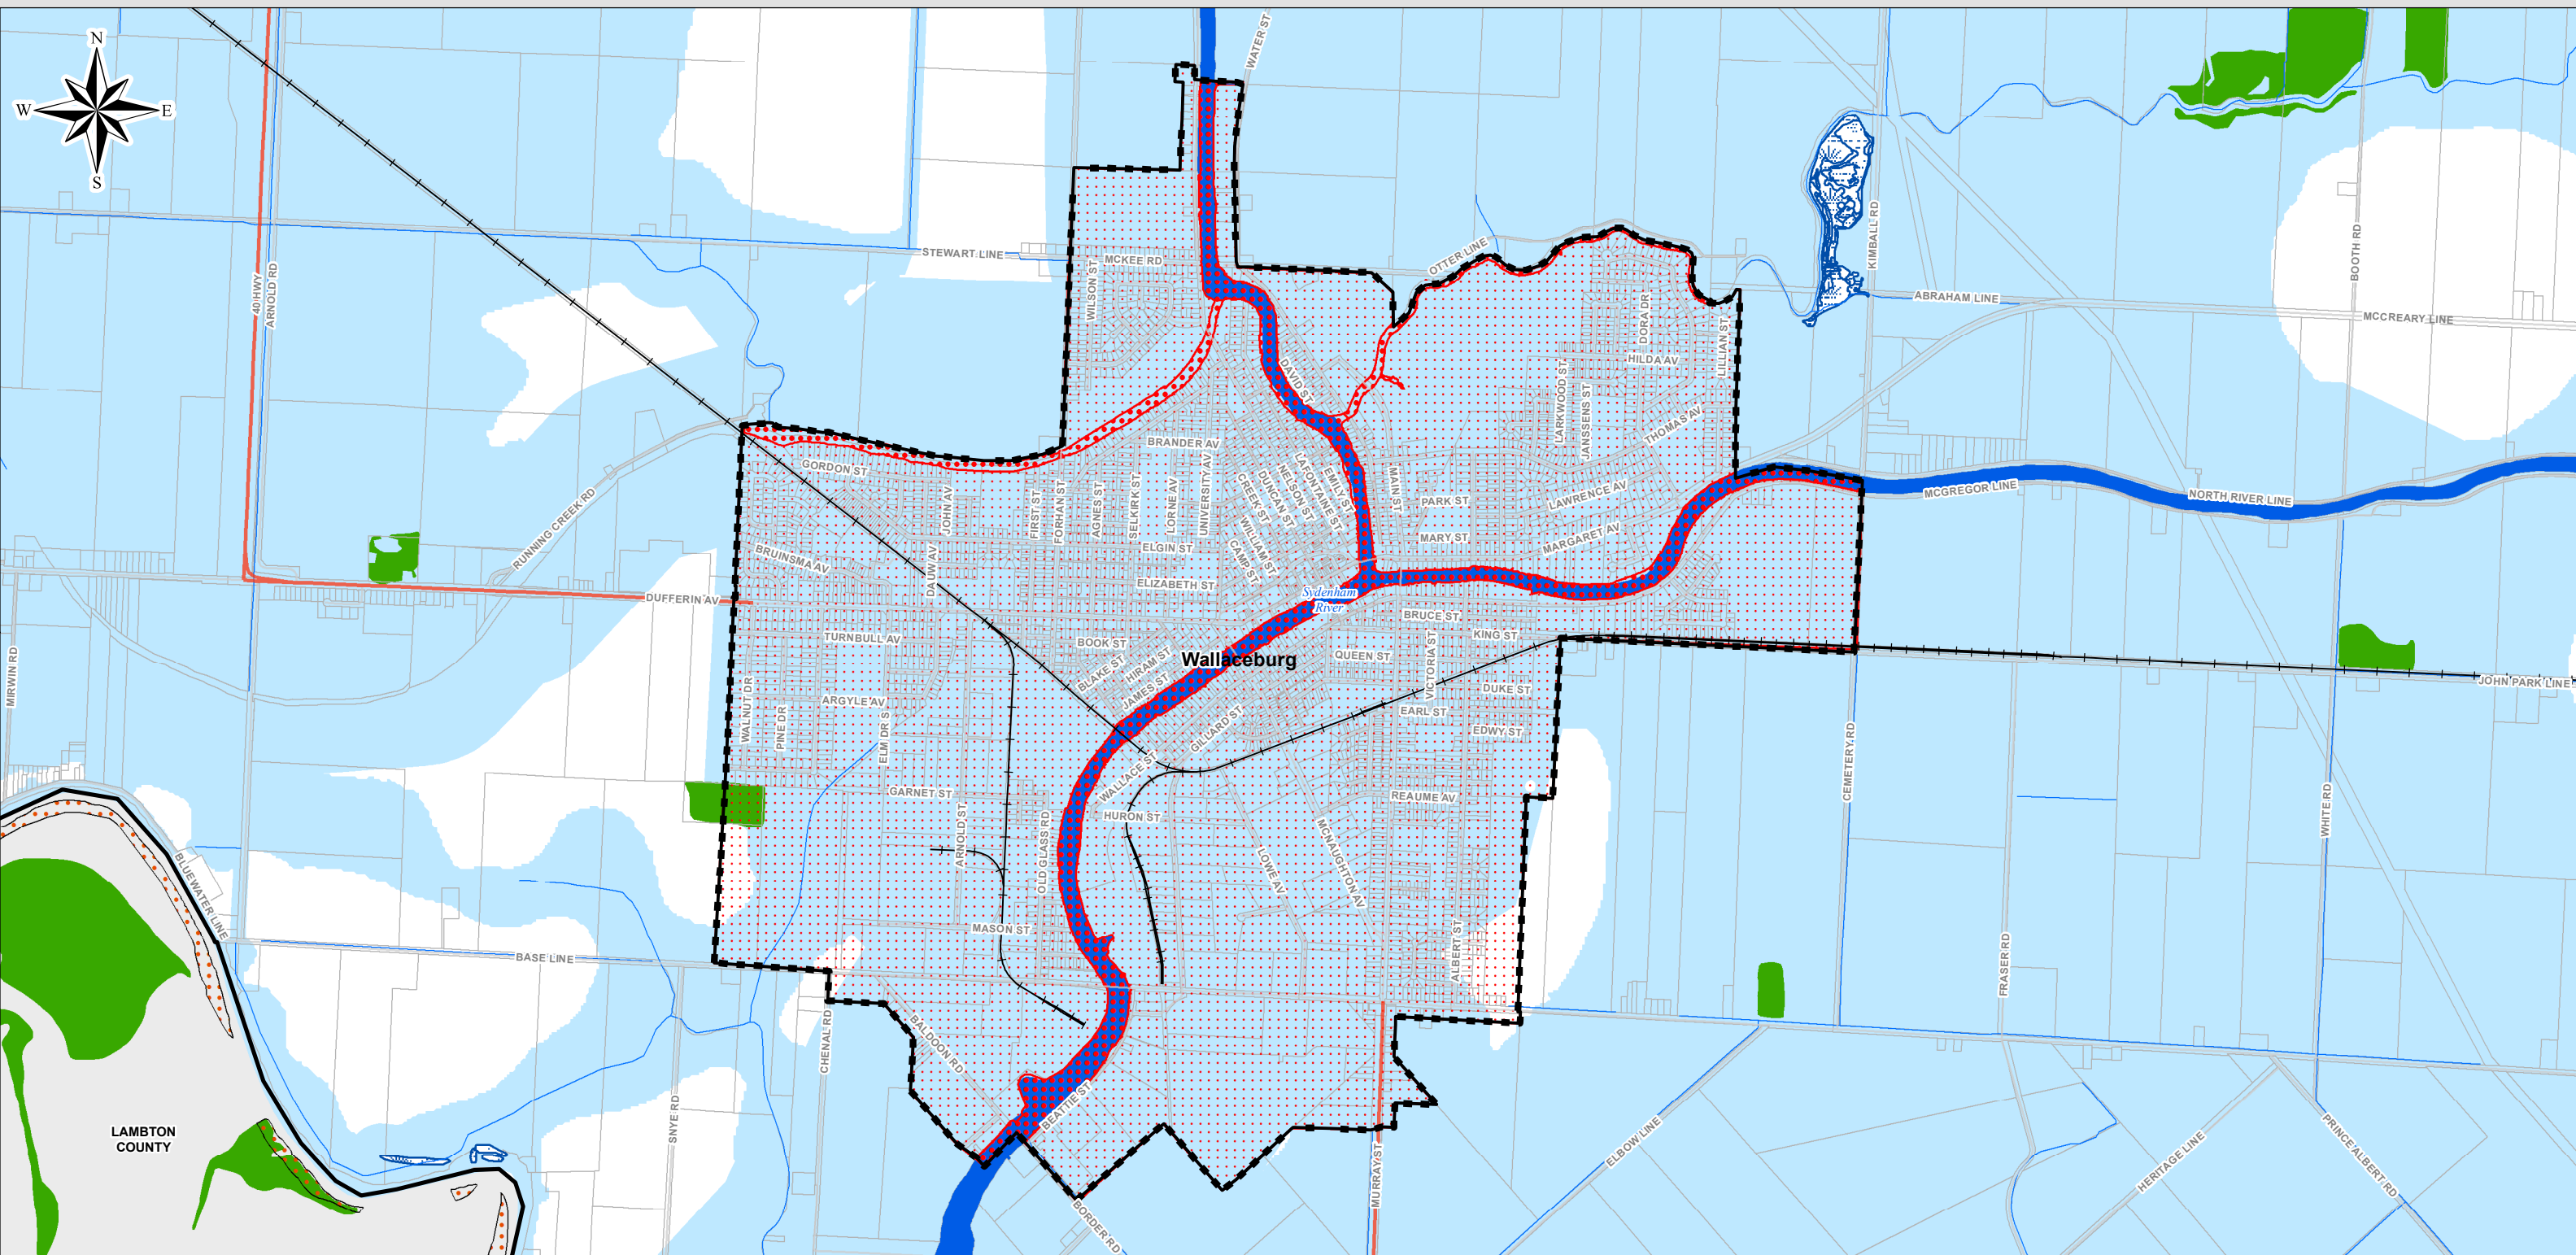 N
W
E
S
WATER ST
STEWART LINE
MCKEE RD
WILSON ST
OTTER LINE
40 HWY
ARNOLD RD
KIMBALL RD
BOOTH RD
ABRAHAM LINE
MCCREARY LINE
DORA DR
LILLIAN ST
HILDA AV
DAVID ST
LARKWOOD ST
JANSSENS ST
THOMAS AV
BRANDER AV
GORDON ST
JOHN AV
FIRST ST
FORHAN ST
AGNES ST
SELKIRK ST
LORNE AV
UNIVERSITY AV
CREEK ST
DUNCAN ST
NELSON ST
LAFONTAINE ST
EMILY ST
MAIN ST
PARK ST
LAWRENCE AV
MCGREGOR LINE
NORTH RIVER LINE
RUNNING CREEK RD
BRUINSMA AV
DAUW AV
ELGIN ST
WILLIAM ST
CAMP ST
MARY ST
MARGARET AV
ELIZABETH ST
DUFFERIN AV
Sydenham
River
BRUCE ST
KING ST
TURNBULL AV
BOOK ST
BLAKE ST
HIRAM ST
JAMES ST
Wallaceburg
QUEEN ST
VICTORIA ST
MIRWIN RD
JOHN PARK LINE
WALNUT DR
PINE DR
ARGYLE AV
ELM DR S
DUKE ST
EARL ST
EDWY ST
GILLARD ST
WALLACE ST
CEMETERY RD
WHITE RD
GARNET ST
ARNOLD ST
OLD GLASS RD
HURON ST
LOWE AV
MCNAUGHTON AV
REAUME AV
BLUEWATER LINE
BASE LINE
MASON ST
ALBERT ST
FRASER RD
CHENAL RD
BALDOON RD
BEATTIE ST
SNYE RD
LAMBTON
COUNTY
MURRAY ST
BORDER RD
ELBOW LINE
HERITAGE LINE
PRINCE ALBERT RD